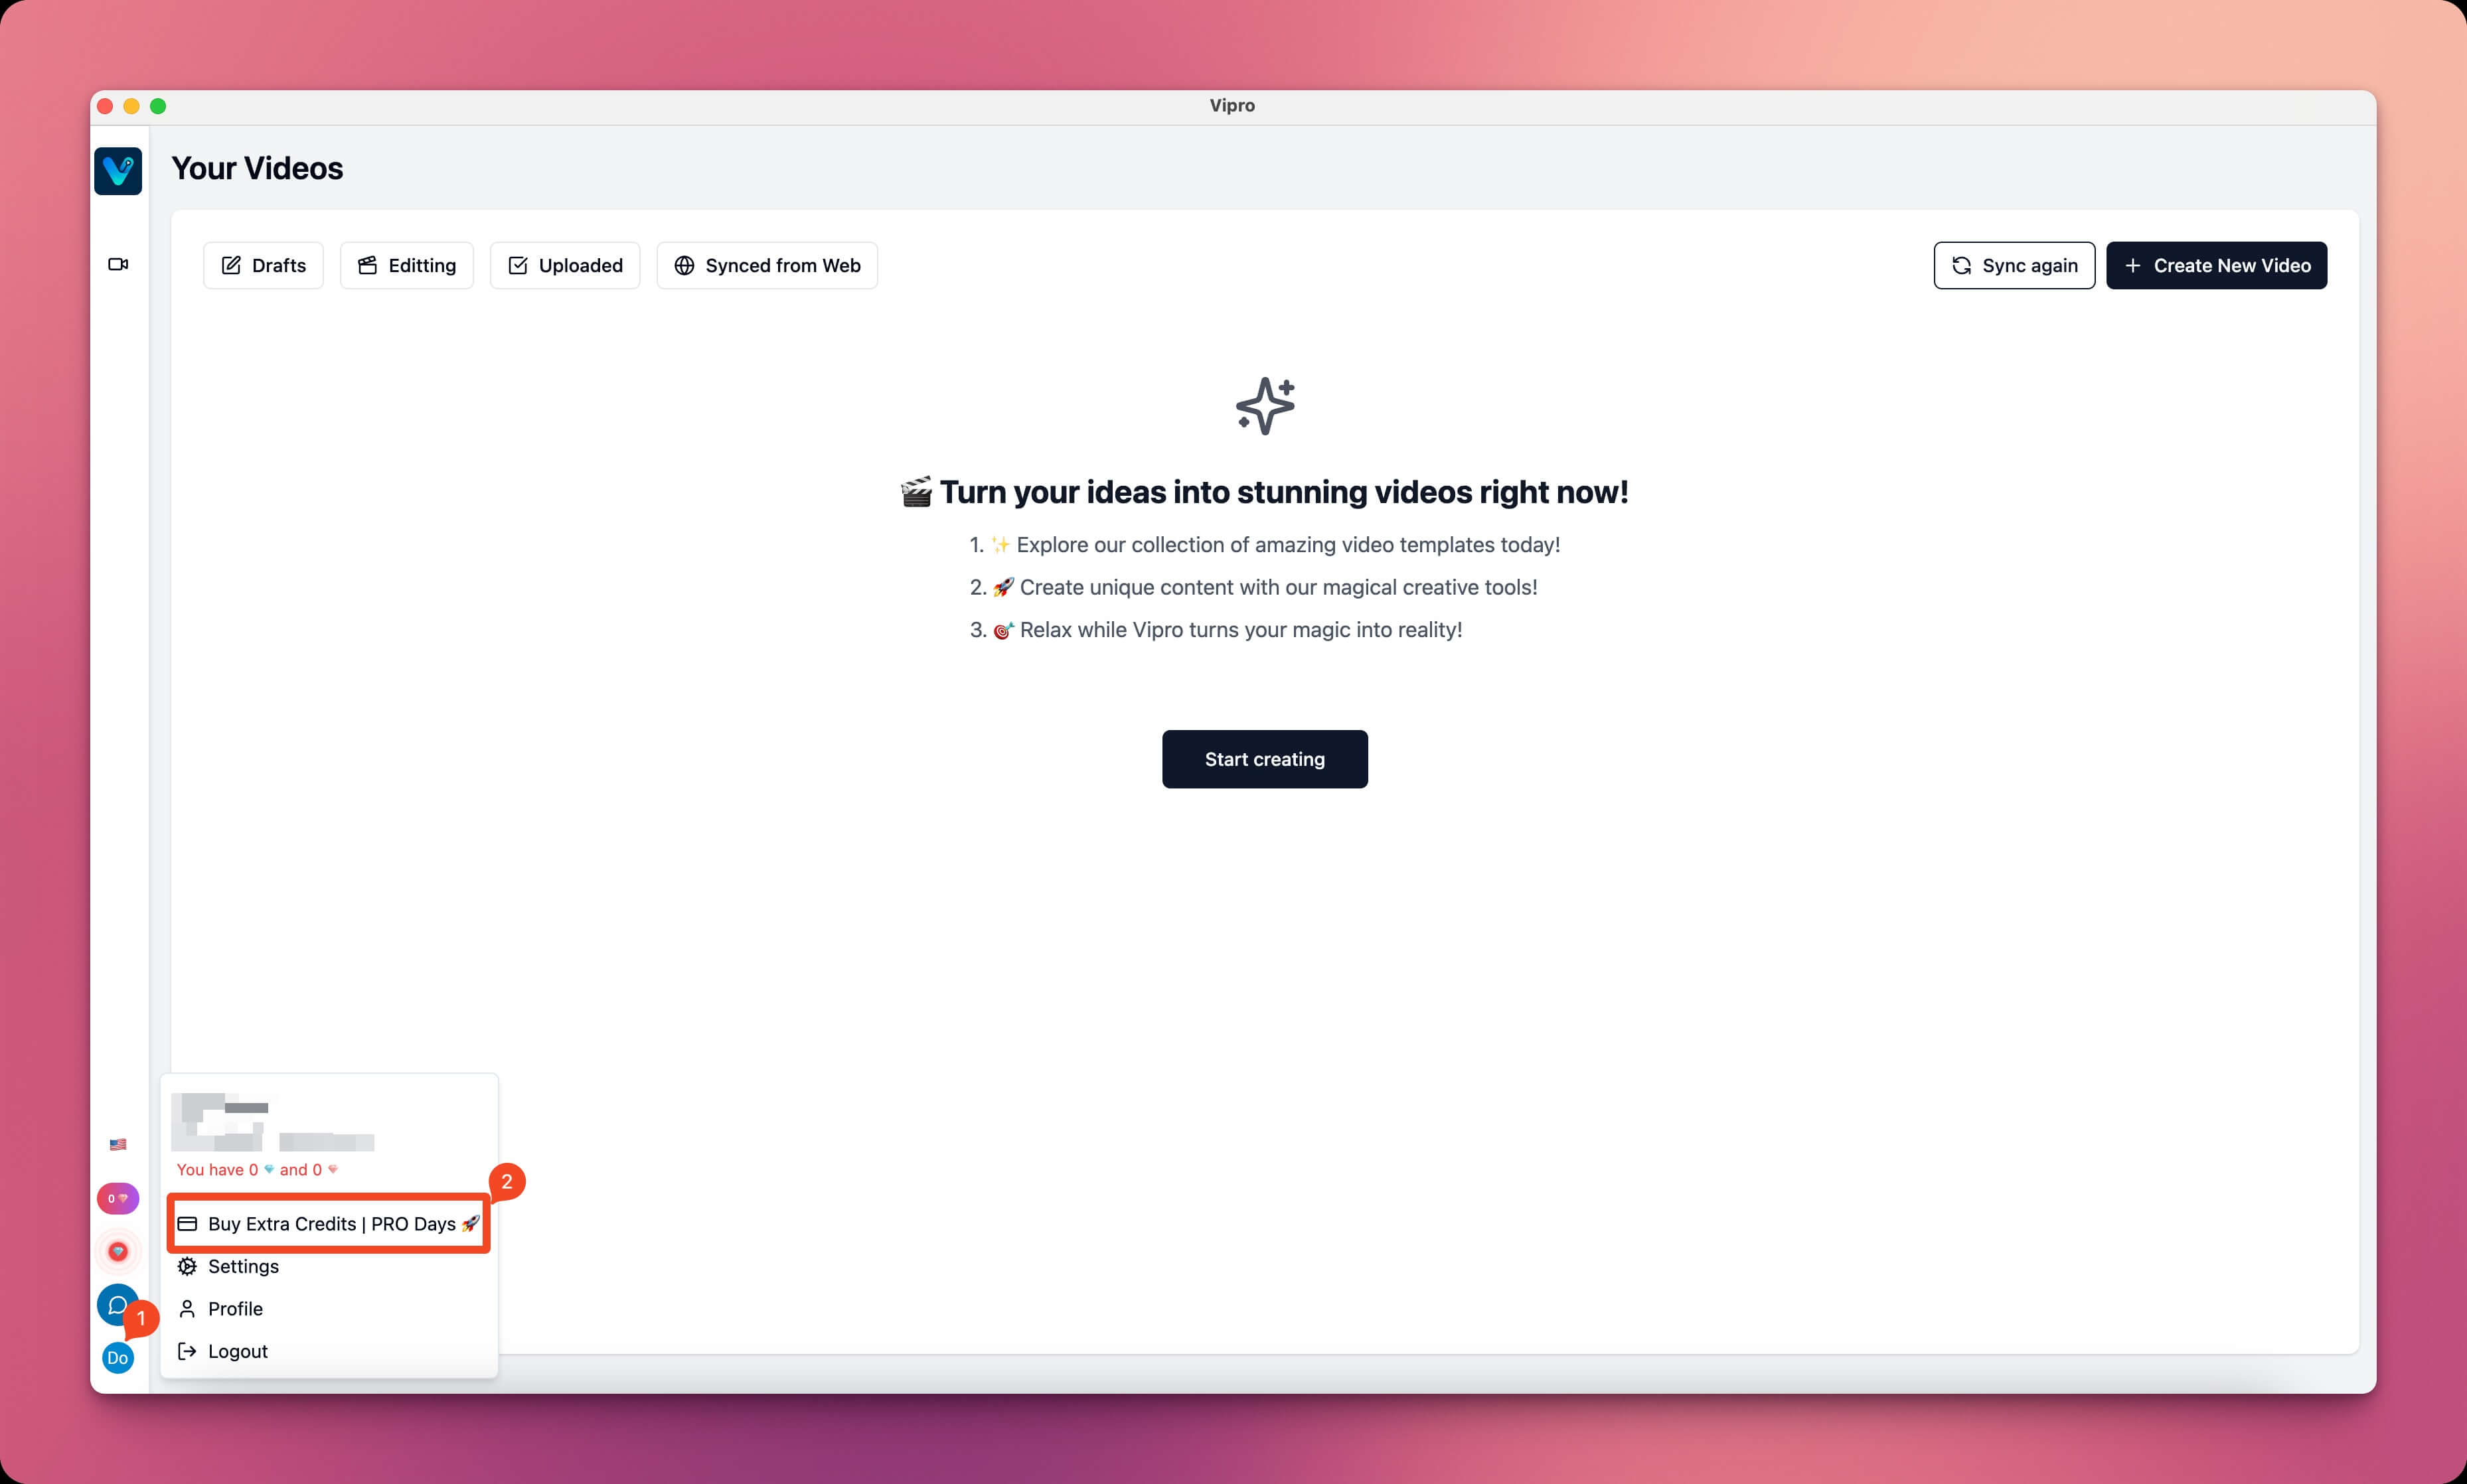 Vipro
Your Videos
Drafts
Editting
Uploaded
Synced from Web
Sync again
Create New Video
🎬 Turn your ideas into stunning videos right now!
1. ✨ Explore our collection of amazing video templates today!
2. 🚀 Create unique content with our magical creative tools!
3. 🎯 Relax while Vipro turns your magic into reality!
Start creating
You have 0 💎 and 0 💎
2
Buy Extra Credits | PRO Days 🚀
Settings
Profile
Logout
0
1
Do